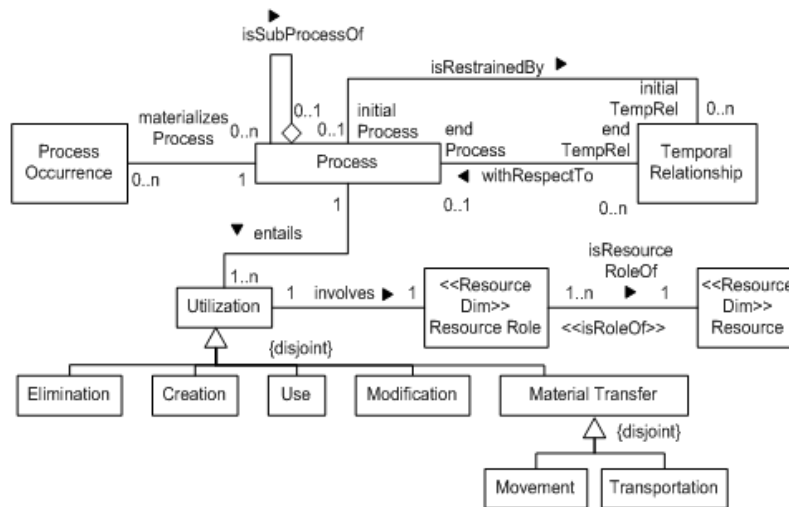 isSubProcessOf
isRestrainedBy
materializes
Process
0..n
0..1
0..1
initial
Process
end
Process
initial
TempRel
end
TempRel
0..n
Process
Occurrence
0..n
1
Process
withRespectTo
0..1
0..n
Temporal
Relationship
1
entails
1..n
Utilization
1
involves
1
<<Resource
Dim>>
Resource Role
isResource
RoleOf
1..n
1
<<isRoleOf>>
<<Resource
Dim>>
Resource
{disjoint}
Elimination
Creation
Use
Modification
Material Transfer
{disjoint}
Movement
Transportation